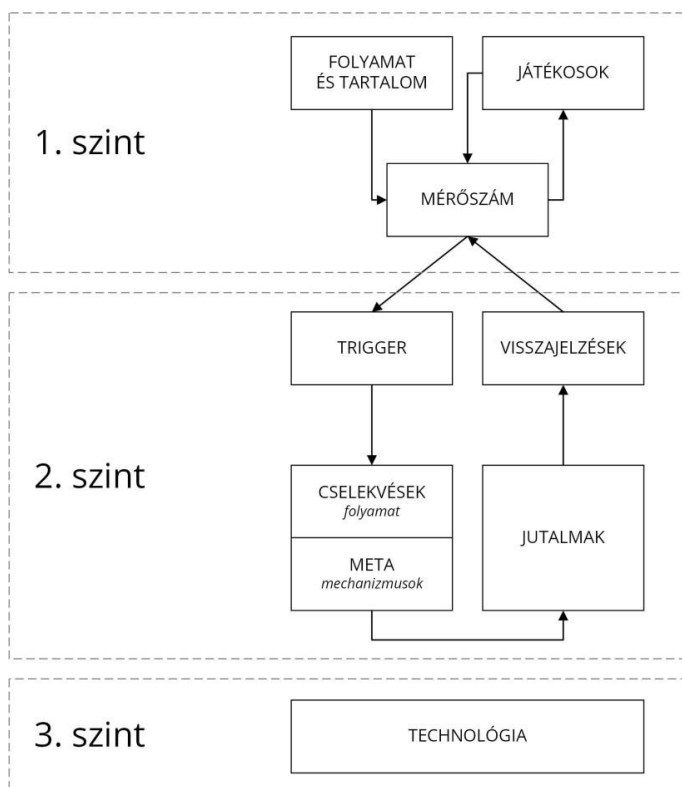 FOLYAMAT
ÉS TARTALOM
JÁTÉKOSOK
1. szint
MÉRŐSZÁM
TRIGGER
VISSZAJELZÉSEK
2. szint
CSELEKVÉSEK
folyamat
META
mechanizmusok
JUTALMAK
3. szint
TECHNOLÓGIA